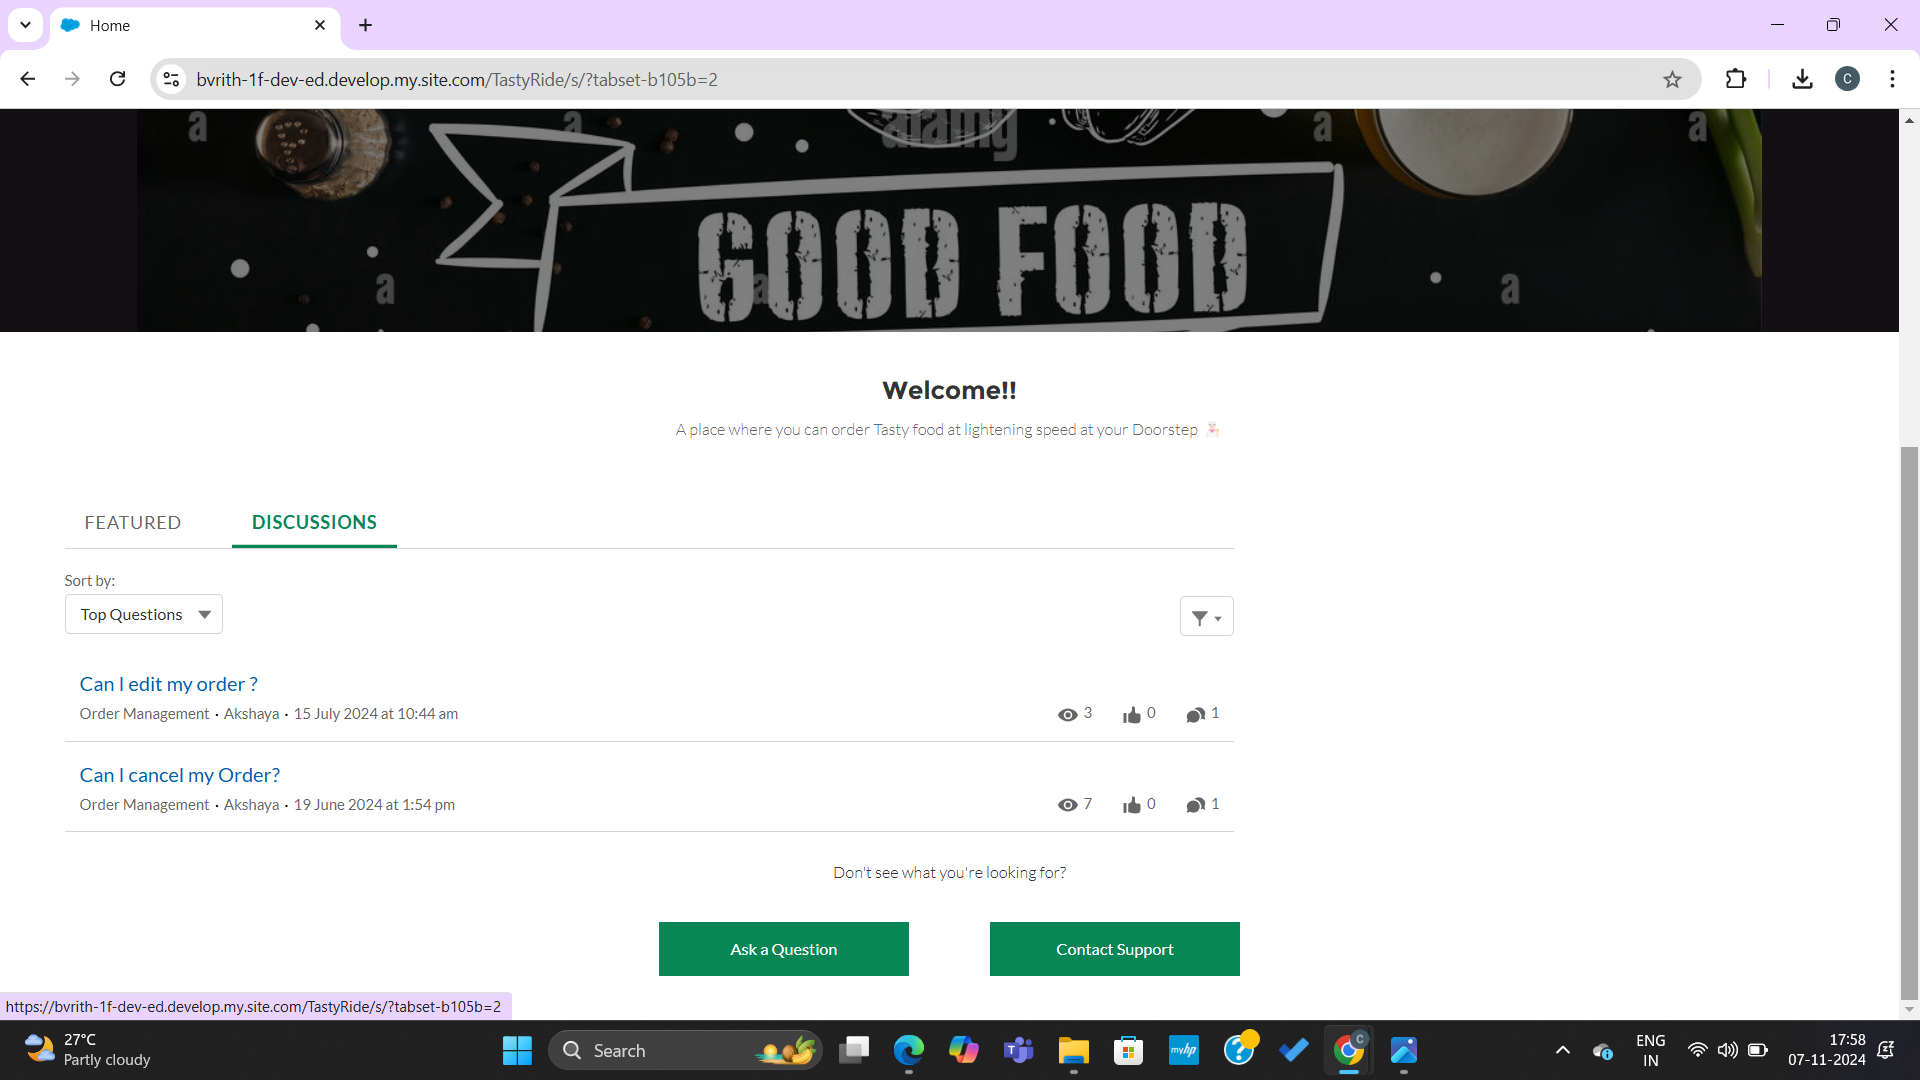 Home
bvrith-1f-dev-ed.develop.my.site.com/TastyRide/s/?tabset-b105b=2
a a alamy a a
GOOD FOOD
a a a
Welcome!!
A place where you can order Tasty food at lightening speed at your Doorstep
FEATURED DISCUSSIONS
Sort by:
Top Questions
Can I edit my order ?
Order Management · Akshaya · 15 July 2024 at 10:44 am 3 0 1
Can I cancel my Order?
Order Management · Akshaya · 19 June 2024 at 1:54 pm 7 0 1
Don't see what you're looking for?
Ask a Question Contact Support
https://bvrith-1f-dev-ed.develop.my.site.com/TastyRide/s/?tabset-b105b=2
27°C
Partly cloudy
Search
myhp
C
ENG
IN
17:58
07-11-2024